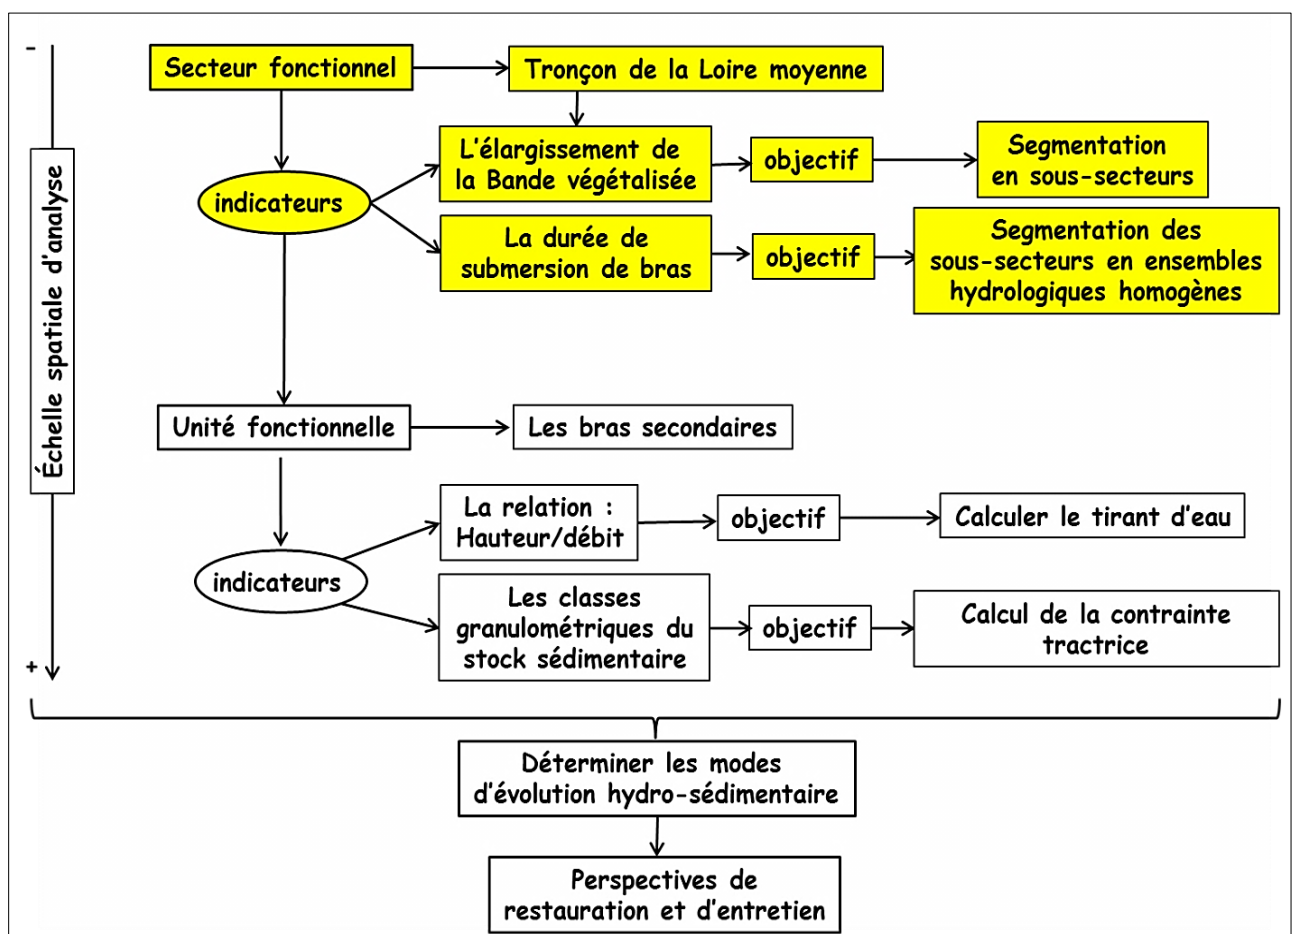 -
Secteur fonctionnel
Tronçon de la Loire moyenne
L'élargissement de
la Bande végétalisée
objectif
Segmentation
en sous-secteurs
indicateurs
La durée de
submersion de bras
objectif
Segmentation des
sous-secteurs en ensembles
hydrologiques homogènes
Échelle spatiale d'analyse
Unité fonctionnelle
Les bras secondaires
La relation :
Hauteur/débit
objectif
Calculer le tirant d'eau
indicateurs
Les classes
granulométriques du
stock sédimentaire
objectif
Calcul de la contrainte
tractrice
+
Déterminer les modes
d'évolution hydro-sédimentaire
Perspectives de
restauration et d'entretien